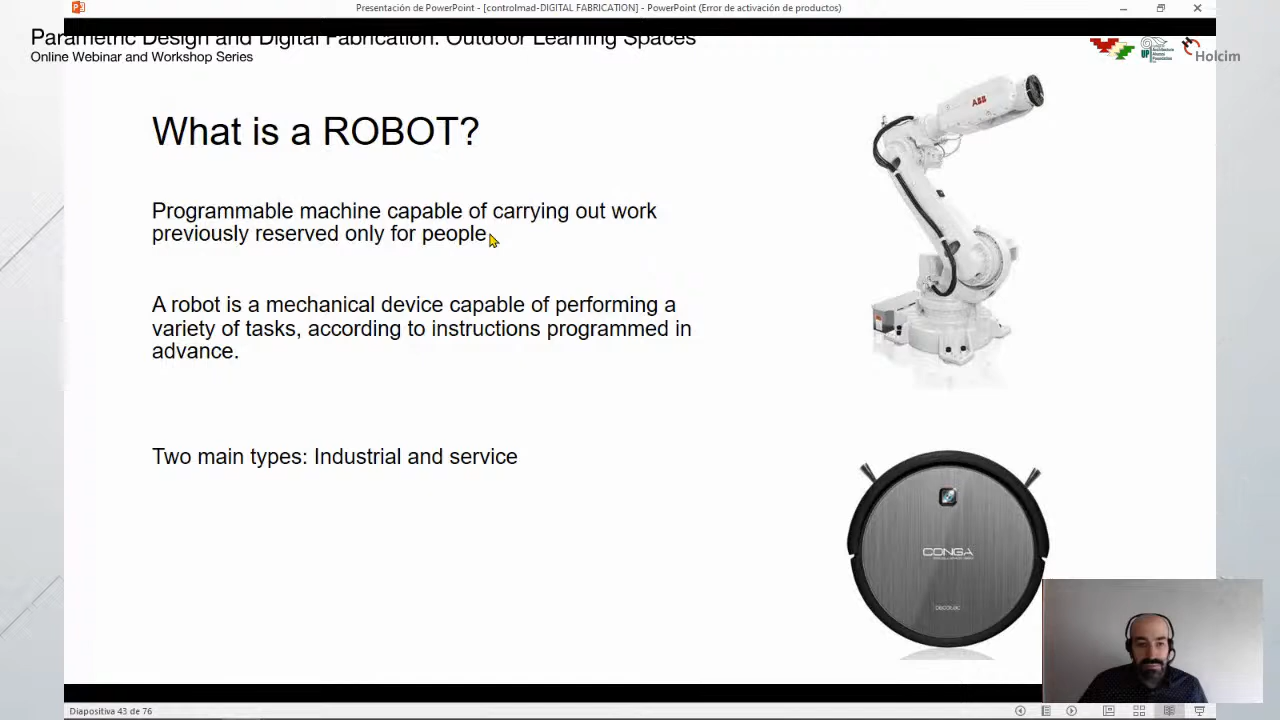 Presentación de PowerPoint - [controlmad-DIGITAL FABRICATION] - PowerPoint (Error de activación de productos)
Parametric Design and Digital Fabrication: Outdoor Learning Spaces
Online Webinar and Workshop Series
UP
Holcim
ABB
What is a ROBOT?
Programmable machine capable of carrying out work
previously reserved only for people
A robot is a mechanical device capable of performing a
variety of tasks, according to instructions programmed in
advance.
Two main types: Industrial and service
CONGA
Diapositiva 43 de 76